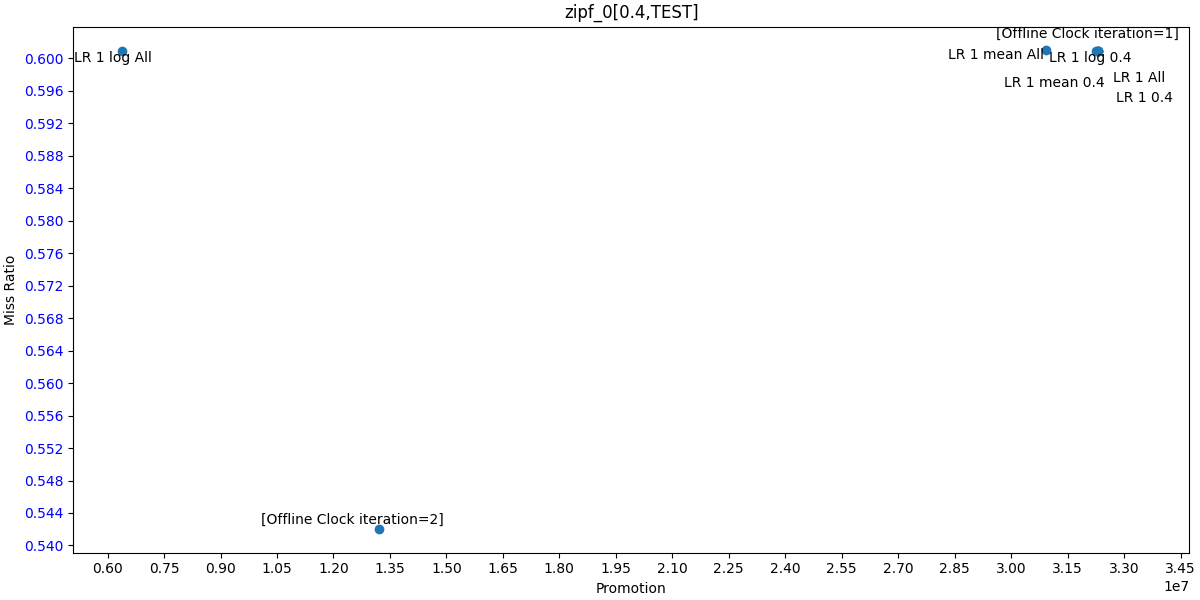 zipf_0[0.4,TEST]
[Offline Clock iteration=1]
LR 1 log All
LR 1 mean All
LR 1 log 0.4
LR 1 mean 0.4
LR 1 All
LR 1 0.4
[Offline Clock iteration=2]
Miss Ratio
0.600
0.596
0.592
0.588
0.584
0.580
0.576
0.572
0.568
0.564
0.560
0.556
0.552
0.548
0.544
0.540
0.60 0.75 0.90 1.05 1.20 1.35 1.50 1.65 1.80 1.95 2.10 2.25 2.40 2.55 2.70 2.85 3.00 3.15 3.30 3.45
1e7
Promotion